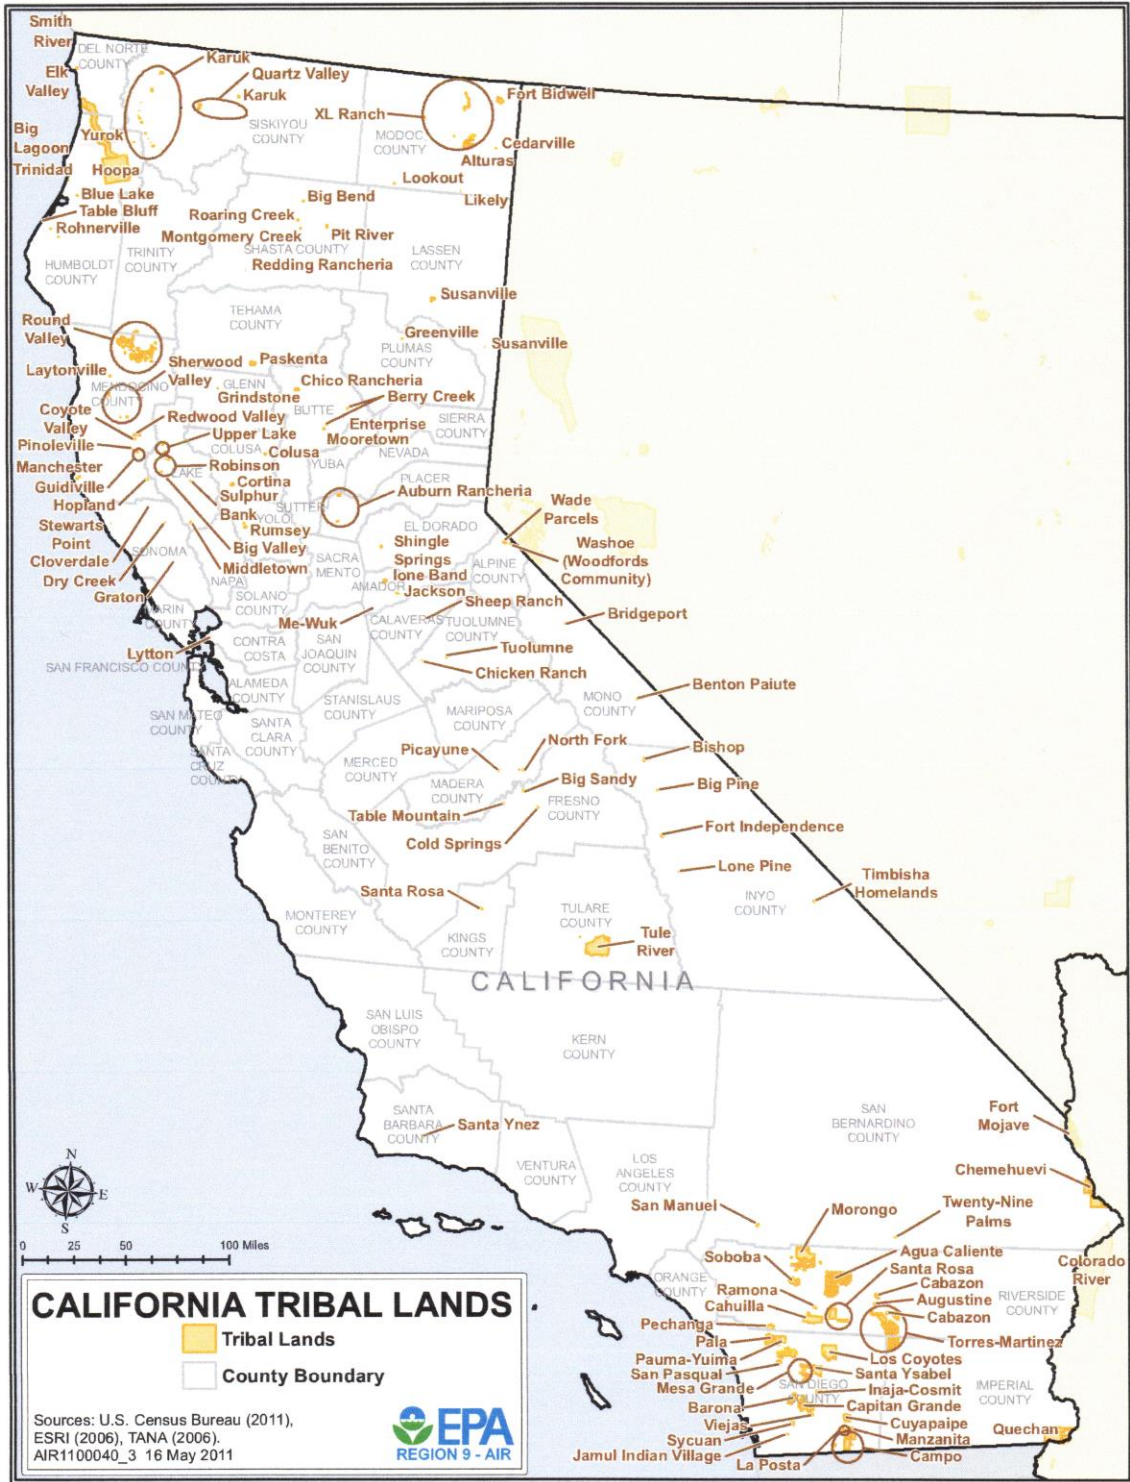 Smith
River
DEL NORTE
COUNTY
Elk
Valley
Karuk
Quartz Valley
Karuk
SISKIYOU
COUNTY
XL Ranch
Fort Bidwell
MODOC
COUNTY
Cedarville
Alturas
Big
Lagoon
Yurok
Trinidad
Hoopa
Lookout
Likely
Blue Lake
Table Bluff
Rohnerville
Big Bend
Roaring Creek
Montgomery Creek
Pit River
SHASTA COUNTY
TRINITY
COUNTY
LASSEN
COUNTY
HUMBOLDT
COUNTY
Redding Rancheria
Susanville
TEHAMA
COUNTY
Round
Valley
Greenville
PLUMAS
COUNTY
Susanville
Sherwood
Valley
Paskenta
Laytonville
MENDOCINO
COUNTY
GLENN
Grindstone
Chico Rancheria
BUTTE
Berry Creek
SIERRA
COUNTY
Coyote
Valley
Redwood Valley
Enterprise
Mooretown
Pinoleville
Upper Lake
COLUSA
Colusa
YUBA
NEVADA
Manchester
Robinson
LAKE
PLACER
Guidiville
Cortina
Auburn Rancheria
Hopland
Sulphur
Bank
SUTTER
YOLO
Stewarts
Point
Rumsey
EL DORADO
Wade
Parcels
Cloverdale
SONOMA
Big Valley
Shingle
Springs
Washoe
(Woodfords
Community)
Dry Creek
Middletown
SACRA
MENTO
ALPINE
COUNTY
Graton
NAPA
Ione Band
AMADOR
Jackson
SOLANO
COUNTY
Sheep Ranch
MARIN
COUNTY
Me-Wuk
CALAVERAS
COUNTY
TUOLUMNE
COUNTY
Bridgeport
Lytton
CONTRA
COSTA
SAN
JOAQUIN
COUNTY
Tuolumne
SAN FRANCISCO COUNTY
Chicken Ranch
ALAMEDA
COUNTY
STANISLAUS
COUNTY
MONO
COUNTY
Benton Paiute
SAN MATEO
COUNTY
SANTA
CLARA
COUNTY
MARIPOSA
COUNTY
SANTA
CRUZ
COUNTY
MERCED
COUNTY
Picayune
North Fork
Bishop
MADERA
COUNTY
Big Sandy
Big Pine
Table Mountain
FRESNO
COUNTY
SAN
BENITO
COUNTY
Cold Springs
Fort Independence
Lone Pine
Timbisha
Homelands
Santa Rosa
INYO
COUNTY
MONTEREY
COUNTY
TULARE
COUNTY
KINGS
COUNTY
Tule
River
CALIFORNIA
SAN LUIS
OBISPO
COUNTY
KERN
COUNTY
SANTA
BARBARA
COUNTY
Santa Ynez
SAN
BERNARDINO
COUNTY
Fort
Mojave
VENTURA
COUNTY
LOS
ANGELES
COUNTY
Chemehuevi
N
W
E
S
San Manuel
Morongo
Twenty-Nine
Palms
0 25 50 100 Miles
Soboba
Agua Caliente
Santa Rosa
Colorado
River
ORANGE
COUNTY
Ramona
Cabazon
Cahuilla
Augustine
RIVERSIDE
COUNTY
Pechanga
Cabazon
Pala
Torres-Martinez
Pauma-Yuima
Los Coyotes
San Pasqual
Santa Ysabel
Mesa Grande
SAN DIEGO
COUNTY
Inaja-Cosmit
IMPERIAL
COUNTY
Barona
Capitan Grande
Viejas
Cuyapaipe
Quechan
Sycuan
Manzanita
Jamul Indian Village
Campo
La Posta
CALIFORNIA TRIBAL LANDS
Tribal Lands
County Boundary
Sources: U.S. Census Bureau (2011),
ESRI (2006), TANA (2006).
AIR1100040_3 16 May 2011
EPA
REGION 9 - AIR